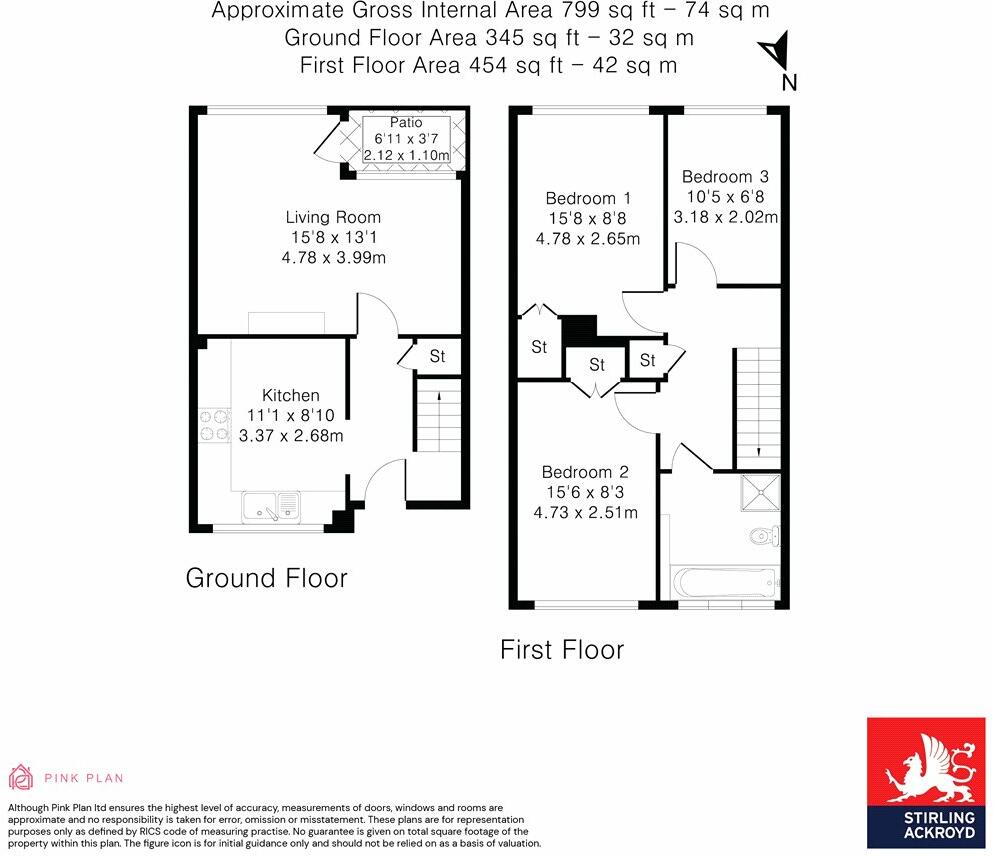 Approximate Gross Internal Area 799 sq ft – 74 sq m
Ground Floor Area 345 sq ft – 32 sq m
First Floor Area 454 sq ft – 42 sq m
N
Patio
6'11 x 3'7
2.12 x 1.10m
Living Room
15'8 x 13'1
4.78 x 3.99m
St
Kitchen
11'1 x 8'10
3.37 x 2.68m
Ground Floor
Bedroom 1
15'8 x 8'8
4.78 x 2.65m
Bedroom 3
10'5 x 6'8
3.18 x 2.02m
St
St
St
Bedroom 2
15'6 x 8'3
4.73 x 2.51m
First Floor
PINK PLAN
Although Pink Plan ltd ensures the highest level of accuracy, measurements of doors, windows and rooms are
approximate and no responsibility is taken for error, omission or misstatement. These plans are for representation
purposes only as defined by RICS code of measuring practise. No guarantee is given on total square footage of the
property within this plan. The figure icon is for initial guidance only and should not be relied on as a basis of valuation.
STIRLING
ACKROYD